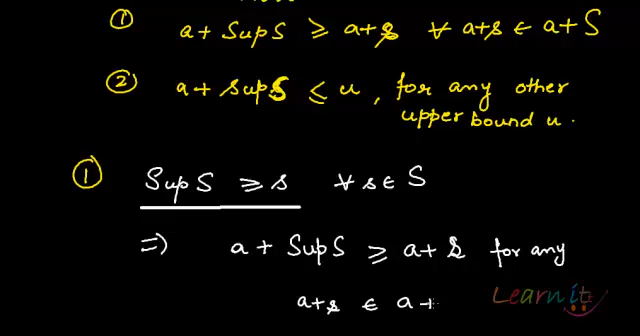 ① a + Sup S ≥ a+s ∀ a+s ∈ a + S
② a + Sup S ≤ u, for any other
upper bound u.
① Sup S ≥ s ∀ s ∈ S
⇒ a + Sup S ≥ a + s for any
a+s ∈ a +
Learnit